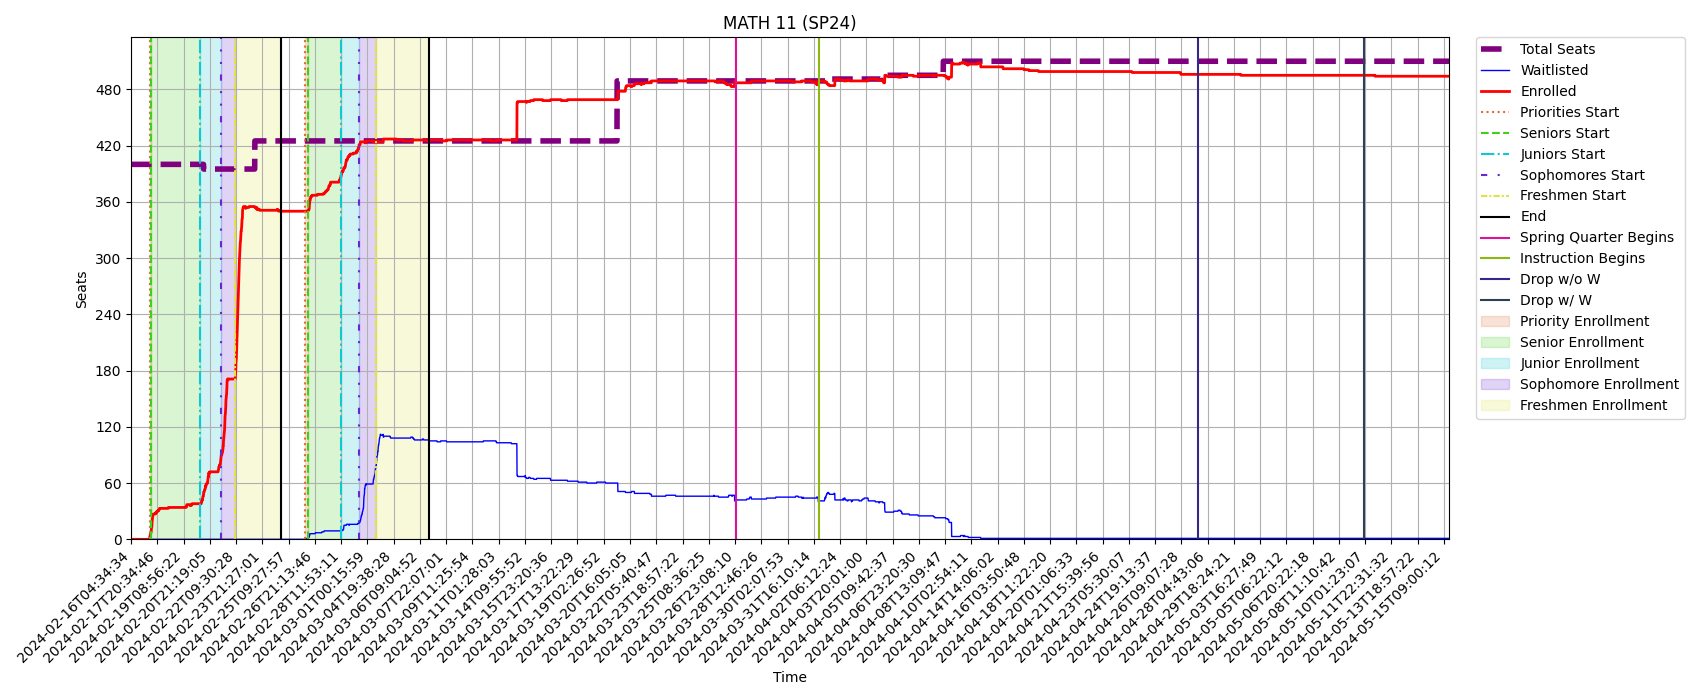 MATH 11 (SP24)
Seats
480
420
360
300
240
180
120
60
0
2024-02-16T04:34:34
2024-02-17T20:34:46
2024-02-19T08:56:22
2024-02-20T21:19:05
2024-02-22T09:30:28
2024-02-23T21:27:01
2024-02-25T09:27:57
2024-02-26T21:13:46
2024-02-28T11:53:11
2024-03-01T00:15:59
2024-03-04T19:38:28
2024-03-06T09:04:52
2024-03-07T22:07:01
2024-03-11T01:25:54
2024-03-13T11:28:03
2024-03-14T09:55:52
2024-03-15T23:20:36
2024-03-17T13:22:29
2024-03-19T02:26:52
2024-03-20T16:05:05
2024-03-22T05:40:47
2024-03-23T18:57:22
2024-03-25T08:36:25
2024-03-26T23:08:10
2024-03-28T12:46:26
2024-03-30T02:07:53
2024-03-31T16:10:14
2024-04-02T06:12:24
2024-04-03T20:01:00
2024-04-05T09:42:37
2024-04-06T23:20:30
2024-04-08T13:09:47
2024-04-10T02:54:11
2024-04-14T14:06:02
2024-04-16T03:50:48
2024-04-18T11:22:20
2024-04-20T01:06:33
2024-04-21T15:39:56
2024-04-23T05:30:07
2024-04-24T19:13:37
2024-04-26T09:07:28
2024-04-28T04:43:06
2024-04-29T18:24:21
2024-05-03T16:27:49
2024-05-05T06:22:12
2024-05-06T20:22:18
2024-05-08T11:10:42
2024-05-10T01:23:07
2024-05-11T22:31:32
2024-05-13T18:57:22
2024-05-15T09:00:12
Time
Total Seats
Waitlisted
Enrolled
Priorities Start
Seniors Start
Juniors Start
Sophomores Start
Freshmen Start
End
Spring Quarter Begins
Instruction Begins
Drop w/o W
Drop w/ W
Priority Enrollment
Senior Enrollment
Junior Enrollment
Sophomore Enrollment
Freshmen Enrollment